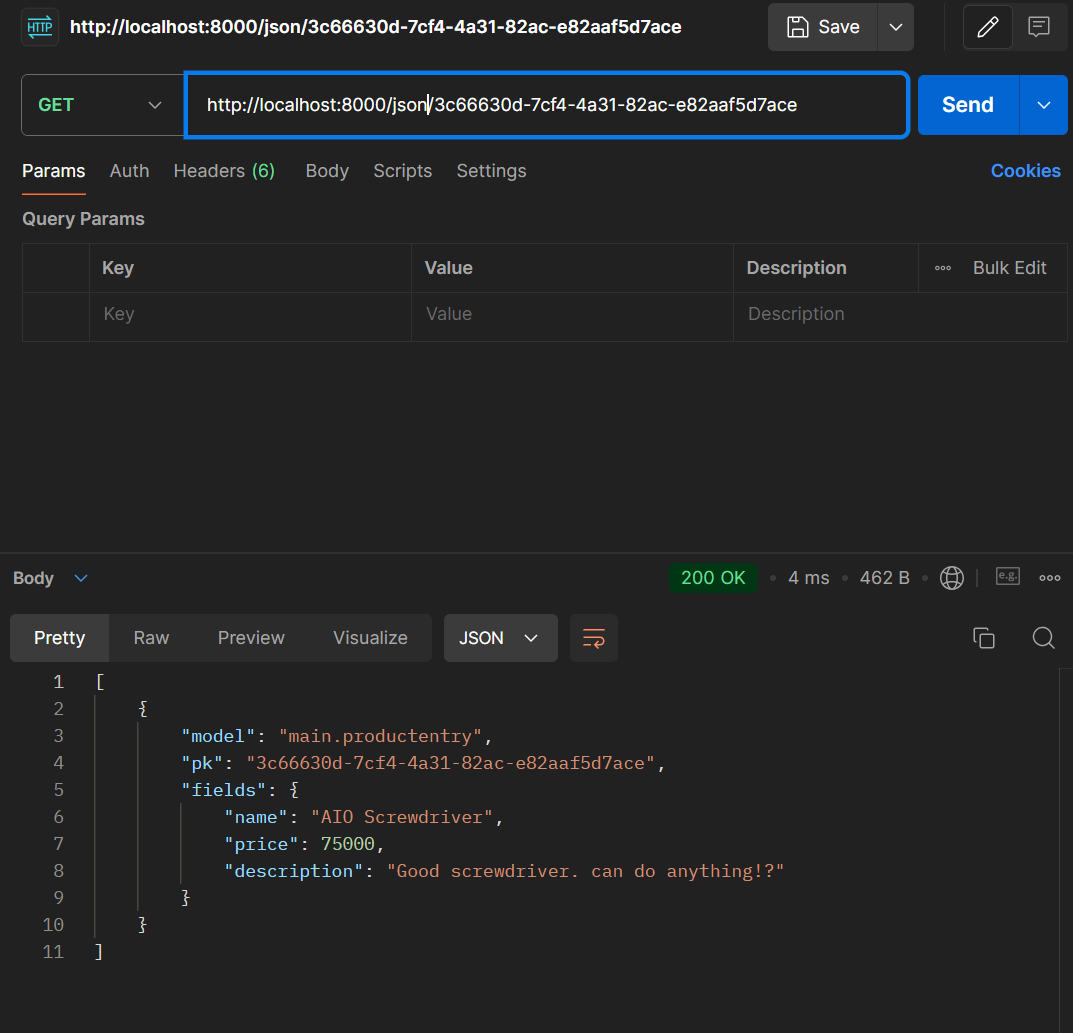 HTTP http://localhost:8000/json/3c66630d-7cf4-4a31-82ac-e82aaf5d7ace Save
GET http://localhost:8000/json/3c66630d-7cf4-4a31-82ac-e82aaf5d7ace Send
Params Auth Headers (6) Body Scripts Settings Cookies
Query Params
Key Value Description Bulk Edit
Key Value Description
Body 200 OK 4 ms 462 B e.g.
Pretty Raw Preview Visualize JSON
1 [
2 {
3 "model": "main.productentry",
4 "pk": "3c66630d-7cf4-4a31-82ac-e82aaf5d7ace",
5 "fields": {
6 "name": "AIO Screwdriver",
7 "price": 75000,
8 "description": "Good screwdriver. can do anything!?"
9 }
10 }
11 ]